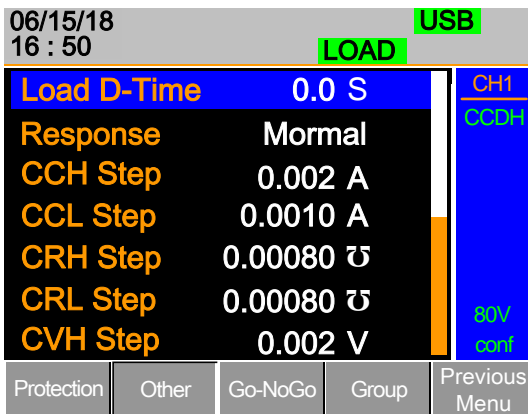 06/15/18 USB
16 : 50 LOAD
Load D-Time 0.0 S
Response Mormal
CCH Step 0.002 A
CCL Step 0.0010 A
CRH Step 0.00080 ℧
CRL Step 0.00080 ℧
CVH Step 0.002 V
CH1
CCDH
80V
conf
Protection Other Go-NoGo Group Previous Menu